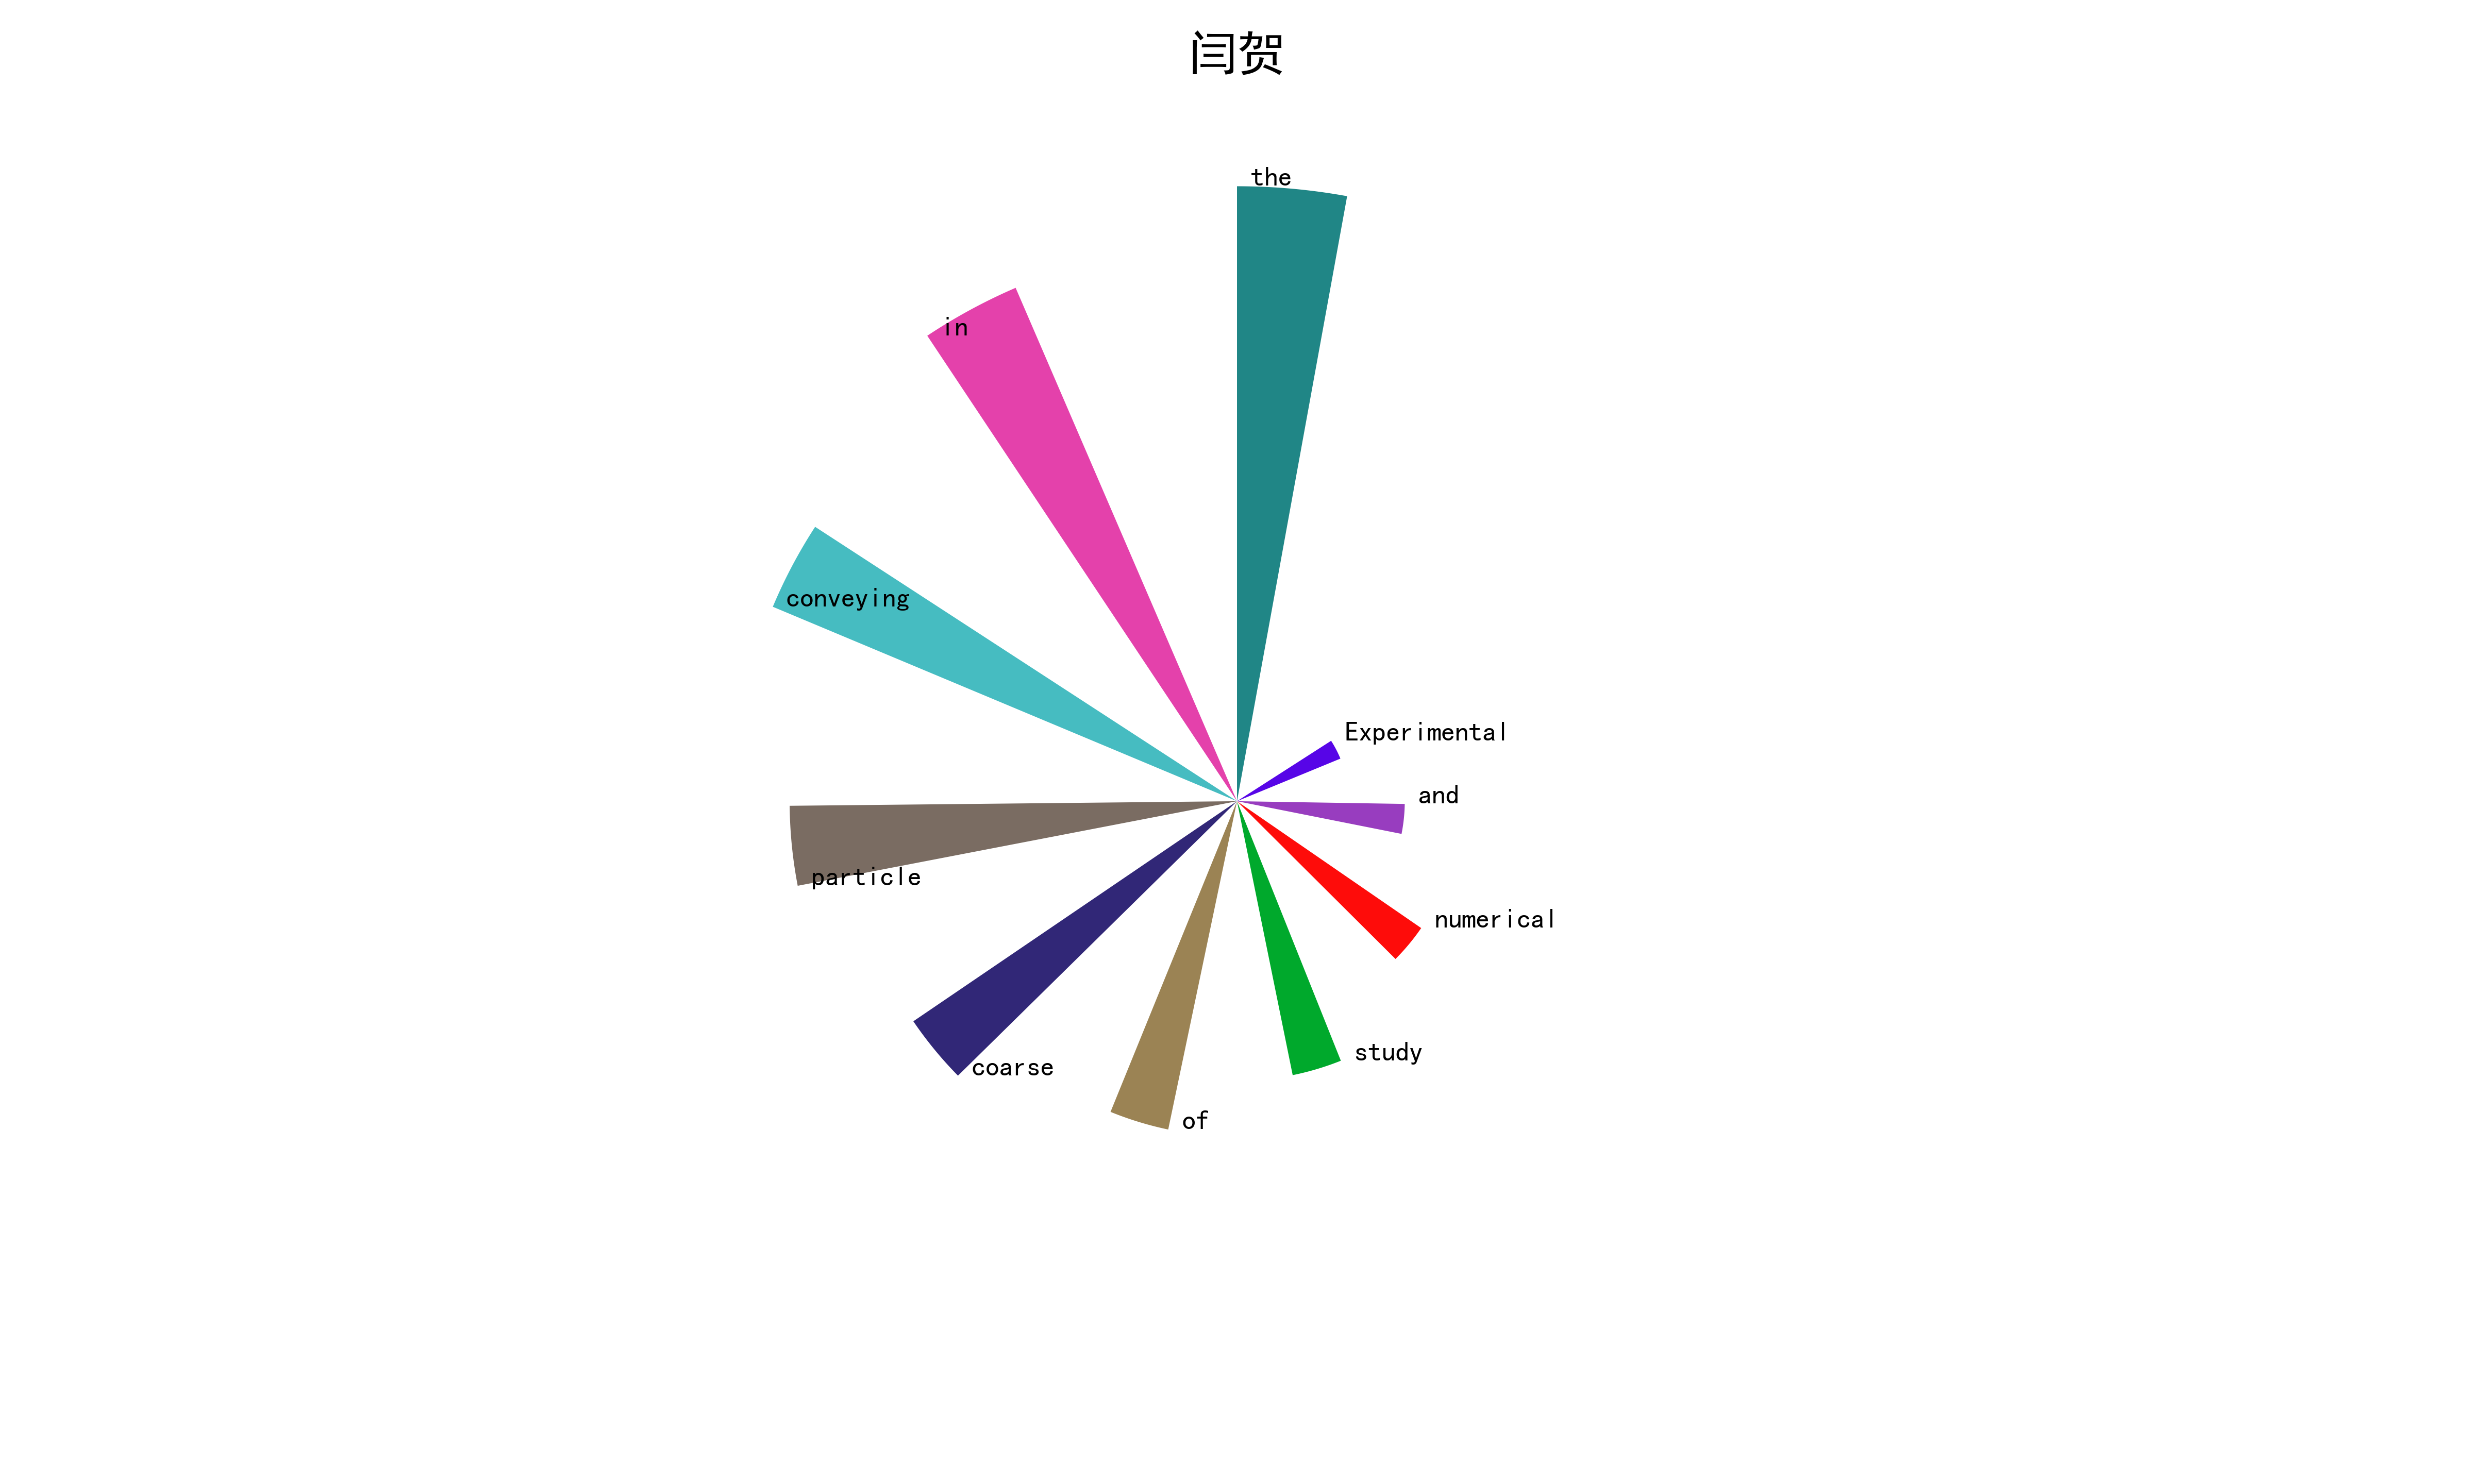 闫贺
the
in
conveying
Experimental
and
particle
numerical
study
coarse
of